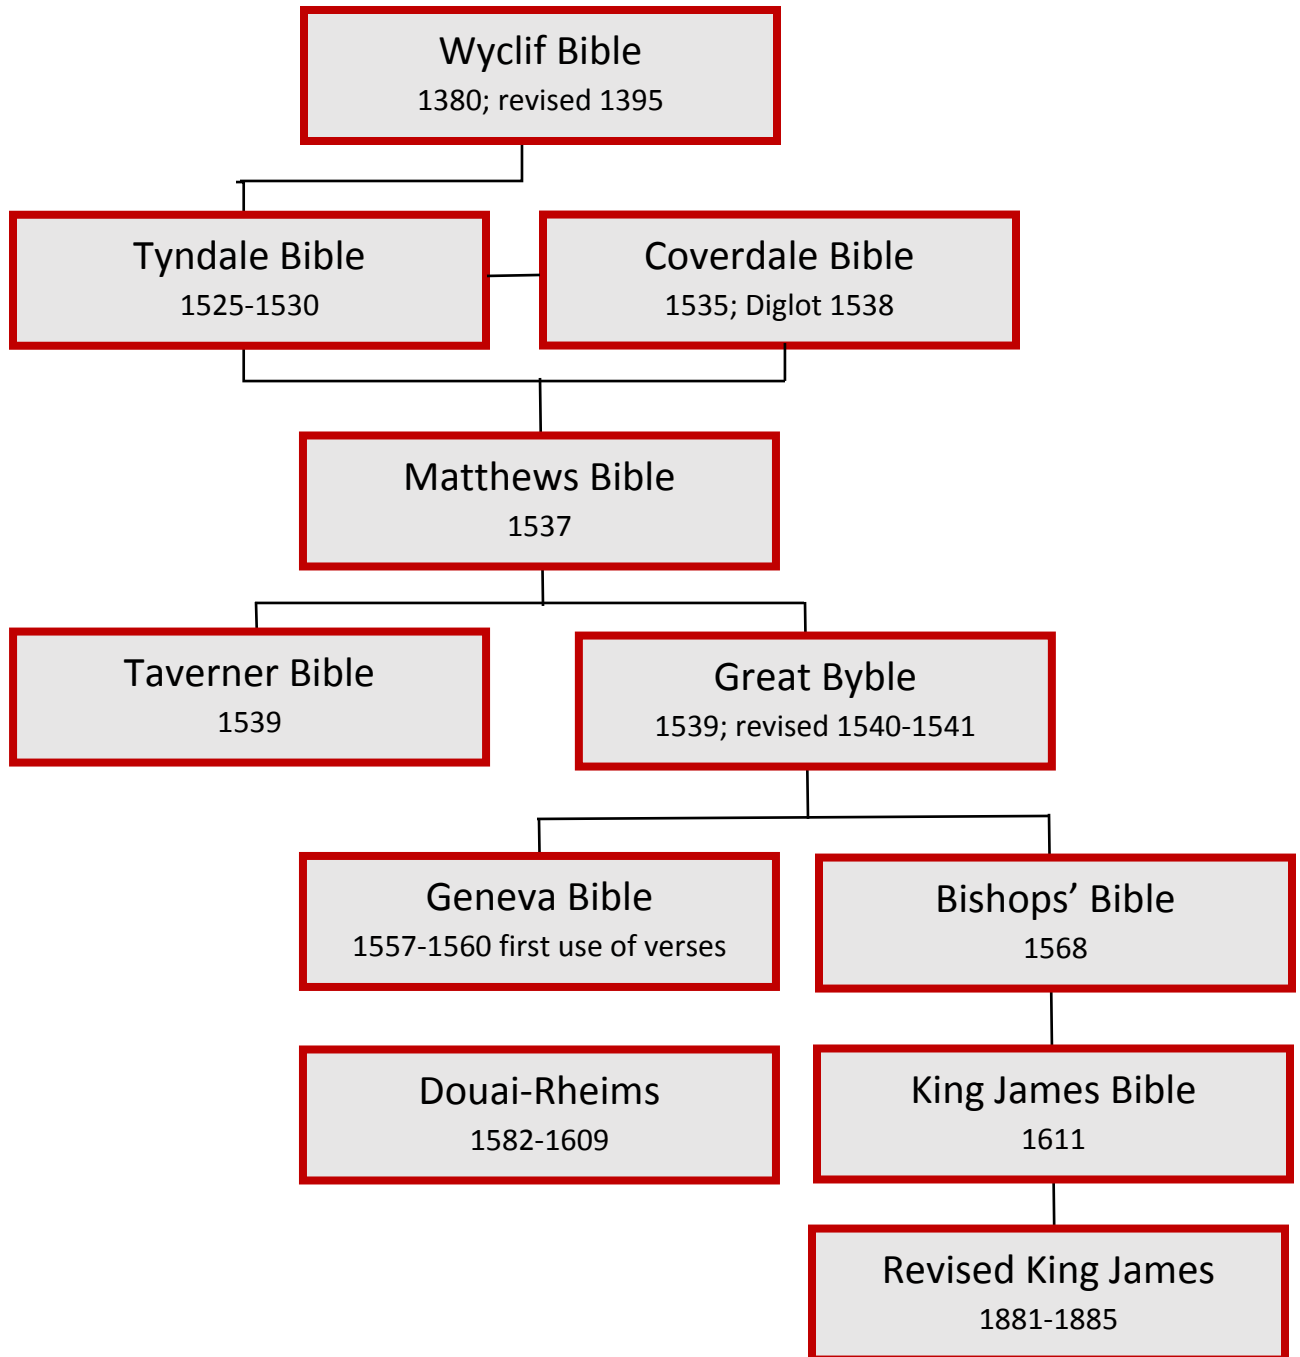 Wyclif Bible
1380; revised 1395
Tyndale Bible
1525-1530
Coverdale Bible
1535; Diglot 1538
Matthews Bible
1537
Taverner Bible
1539
Great Byble
1539; revised 1540-1541
Geneva Bible
1557-1560 first use of verses
Bishops’ Bible
1568
Douai-Rheims
1582-1609
King James Bible
1611
Revised King James
1881-1885